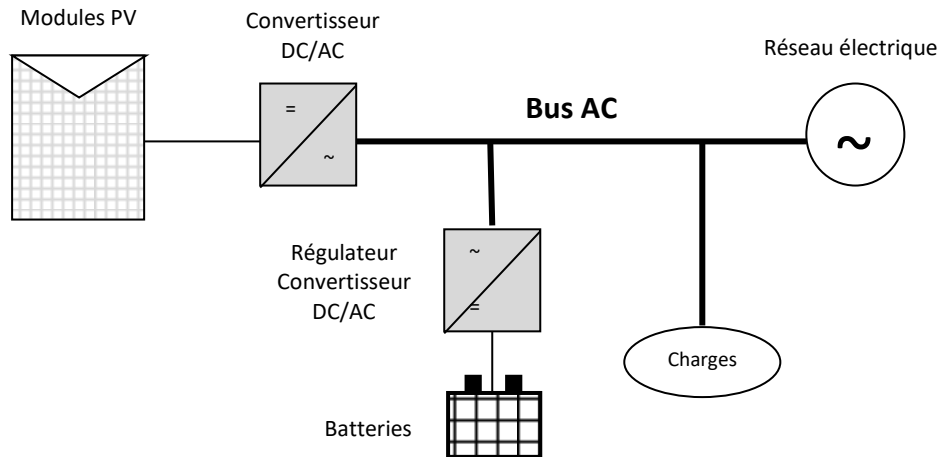 Modules PV
Convertisseur
DC/AC
Réseau électrique
Bus AC
=
~
~
Régulateur
Convertisseur
DC/AC
~
=
Charges
Batteries